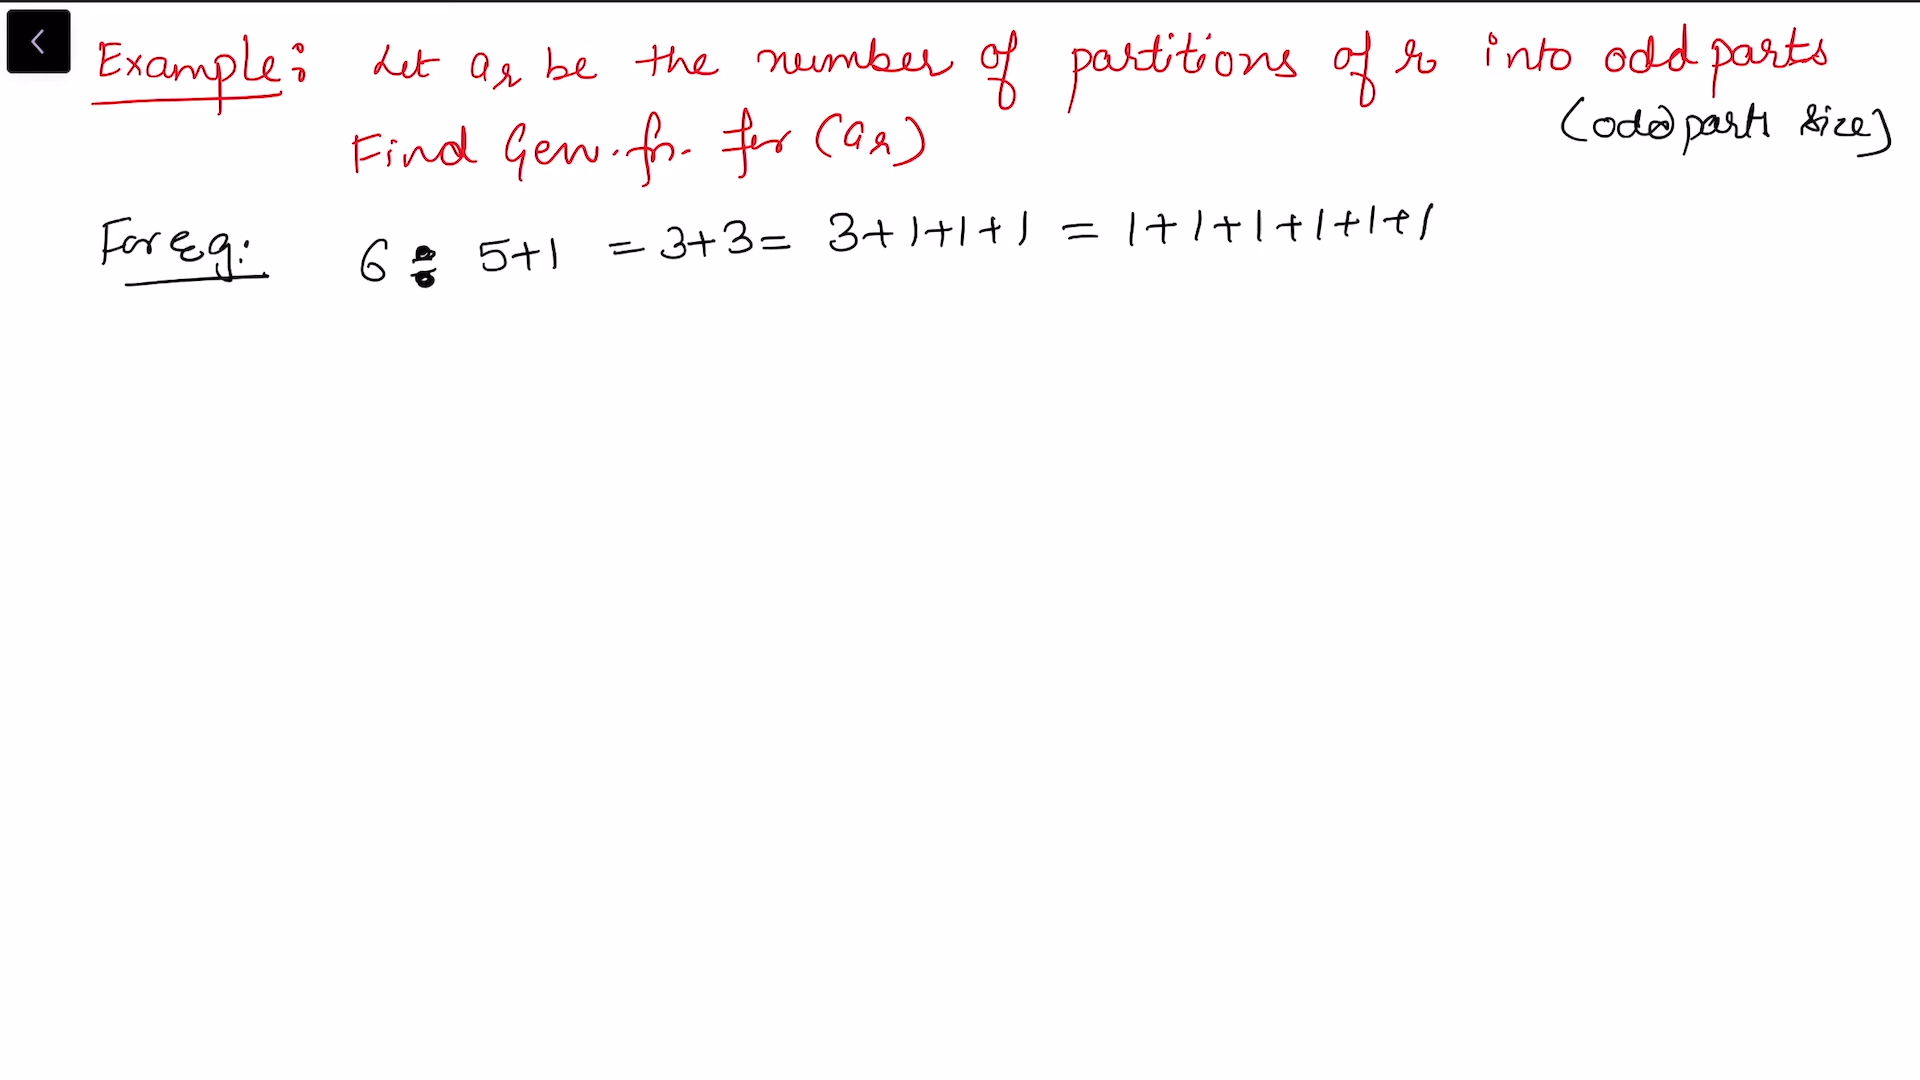 Example: Let ar be the number of partitions of r into odd parts
(odd parts size)
Find Gen. fn. for (ar)
For eg: 6 : 5+1 = 3+3 = 3+1+1+1 = 1+1+1+1+1+1